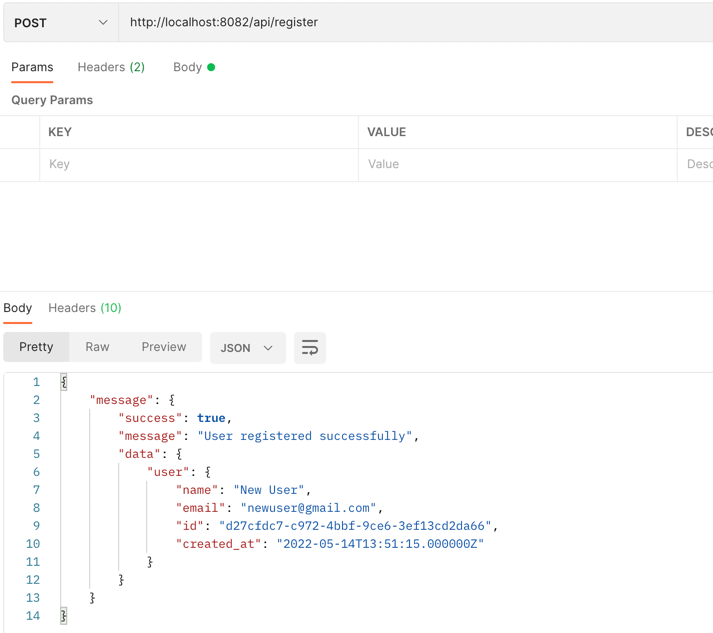 POST http://localhost:8082/api/register
Params Headers (2) Body
Query Params
KEY VALUE DESC
Key Value Desc
Body Headers (10)
Pretty Raw Preview JSON
1 {
2 "message": {
3 "success": true,
4 "message": "User registered successfully",
5 "data": {
6 "user": {
7 "name": "New User",
8 "email": "newuser@gmail.com",
9 "id": "d27cfdc7-c972-4bbf-9ce6-3ef13cd2da66",
10 "created_at": "2022-05-14T13:51:15.000000Z"
11 }
12 }
13 }
14 }